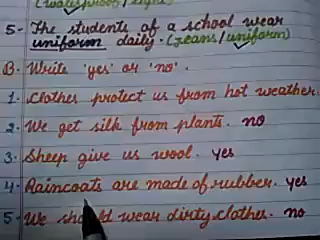 (waterproof/light)
5- The students of a school wear
uniform daily. (jeans/uniform)
B. Write 'yes' or 'no'.
1. Clothes protect us from hot weather.
2- We get silk from plants. no
3- Sheep give us wool. yes
4- Raincoats are made of rubber. yes
5- We should wear dirty clothes. no